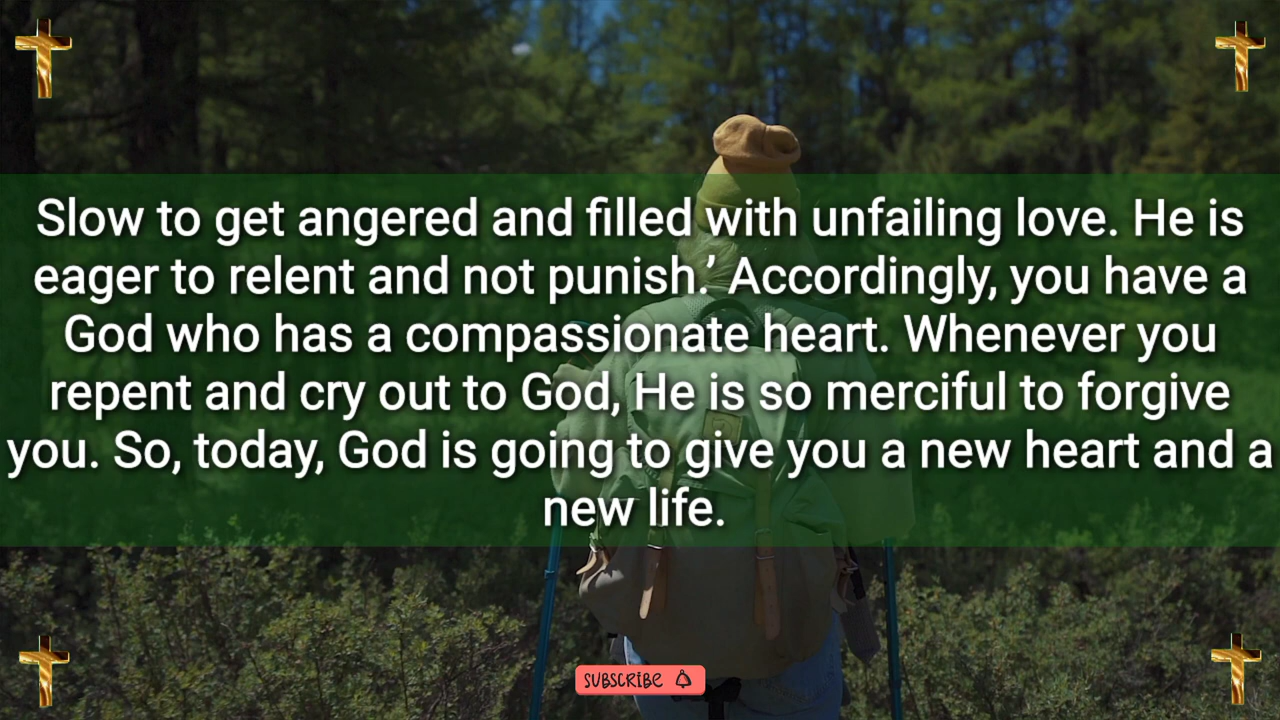 Slow to get angered and filled with unfailing love. He is
eager to relent and not punish.’ Accordingly, you have a
God who has a compassionate heart. Whenever you
repent and cry out to God, He is so merciful to forgive
you. So, today, God is going to give you a new heart and a
new life.
SUBSCRIBE